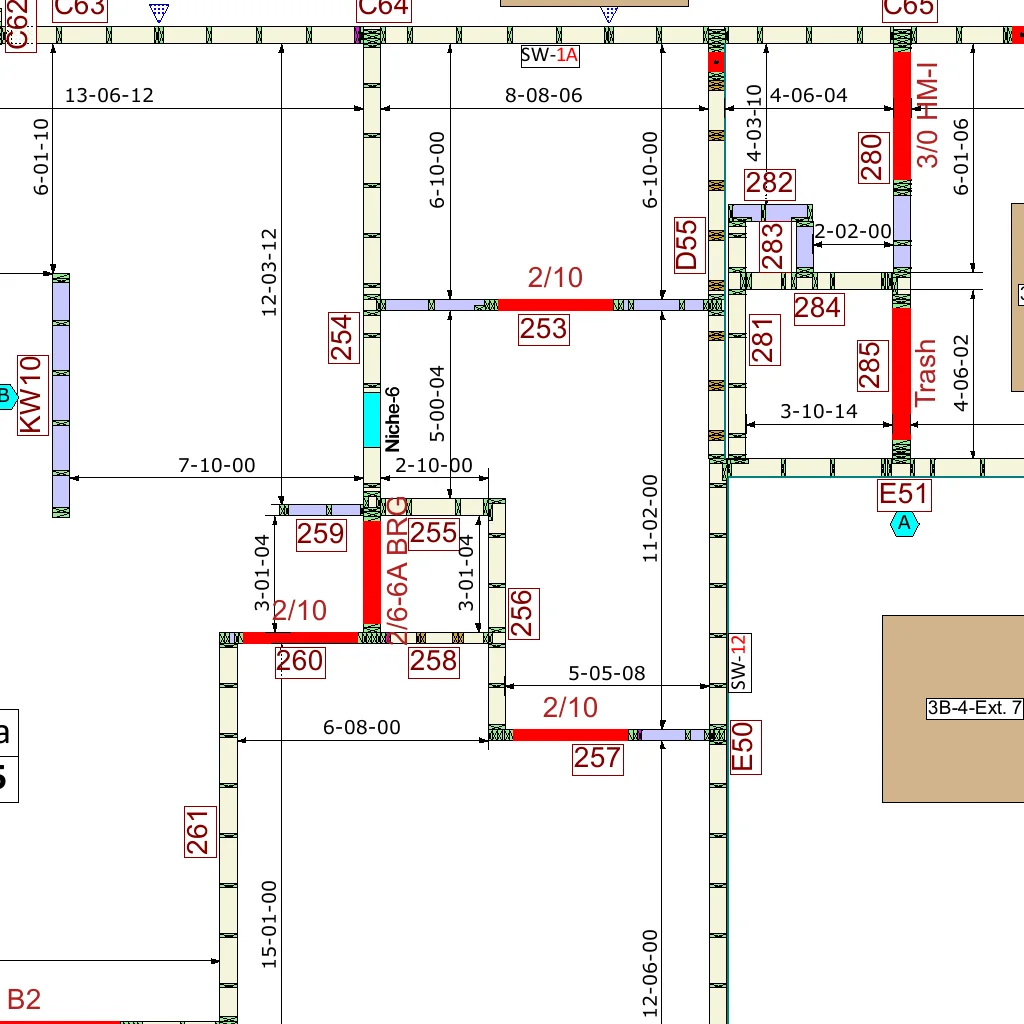 C62
C63
C64
C65
SW-1A
13-06-12
8-08-06
4-06-04
6-01-10
6-10-00
6-10-00
4-03-10
3/0 HM-I
280
6-01-06
282
D55
283
2-02-00
12-03-12
2/10
253
254
284
281
285
Trash
4-06-02
B
KW10
Niche-6
5-00-04
3-10-14
7-10-00
2-10-00
E51
A
11-02-00
259
255
2/6-6A BRG
3-01-04
3-01-04
2/10
256
260
258
SW-12
5-05-08
2/10
3B-4-Ext. 7
6-08-00
a
257
E50
5
261
15-01-00
12-06-00
B2